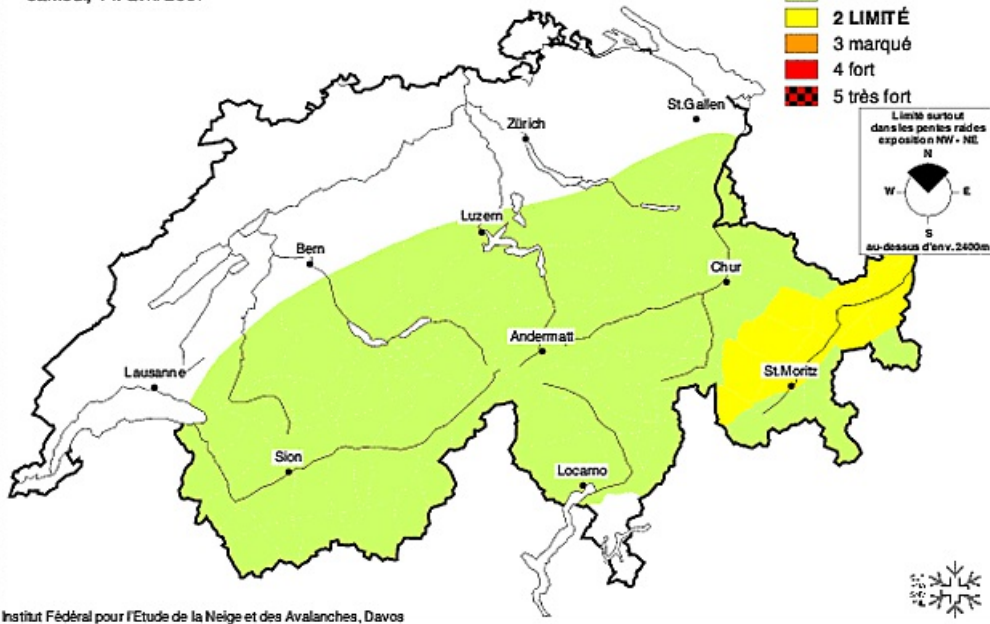 2 LIMITÉ
3 marqué
4 fort
5 très fort
Limité surtout
dans les pentes raides
exposition NW - NE
N
W
E
S
au-dessus d'env. 2400m
St.Gallen
Zürich
Luzern
Bern
Chur
Andermatt
Lausanne
St.Moritz
Sion
Locarno
Institut Fédéral pour l'Etude de la Neige et des Avalanches, Davos